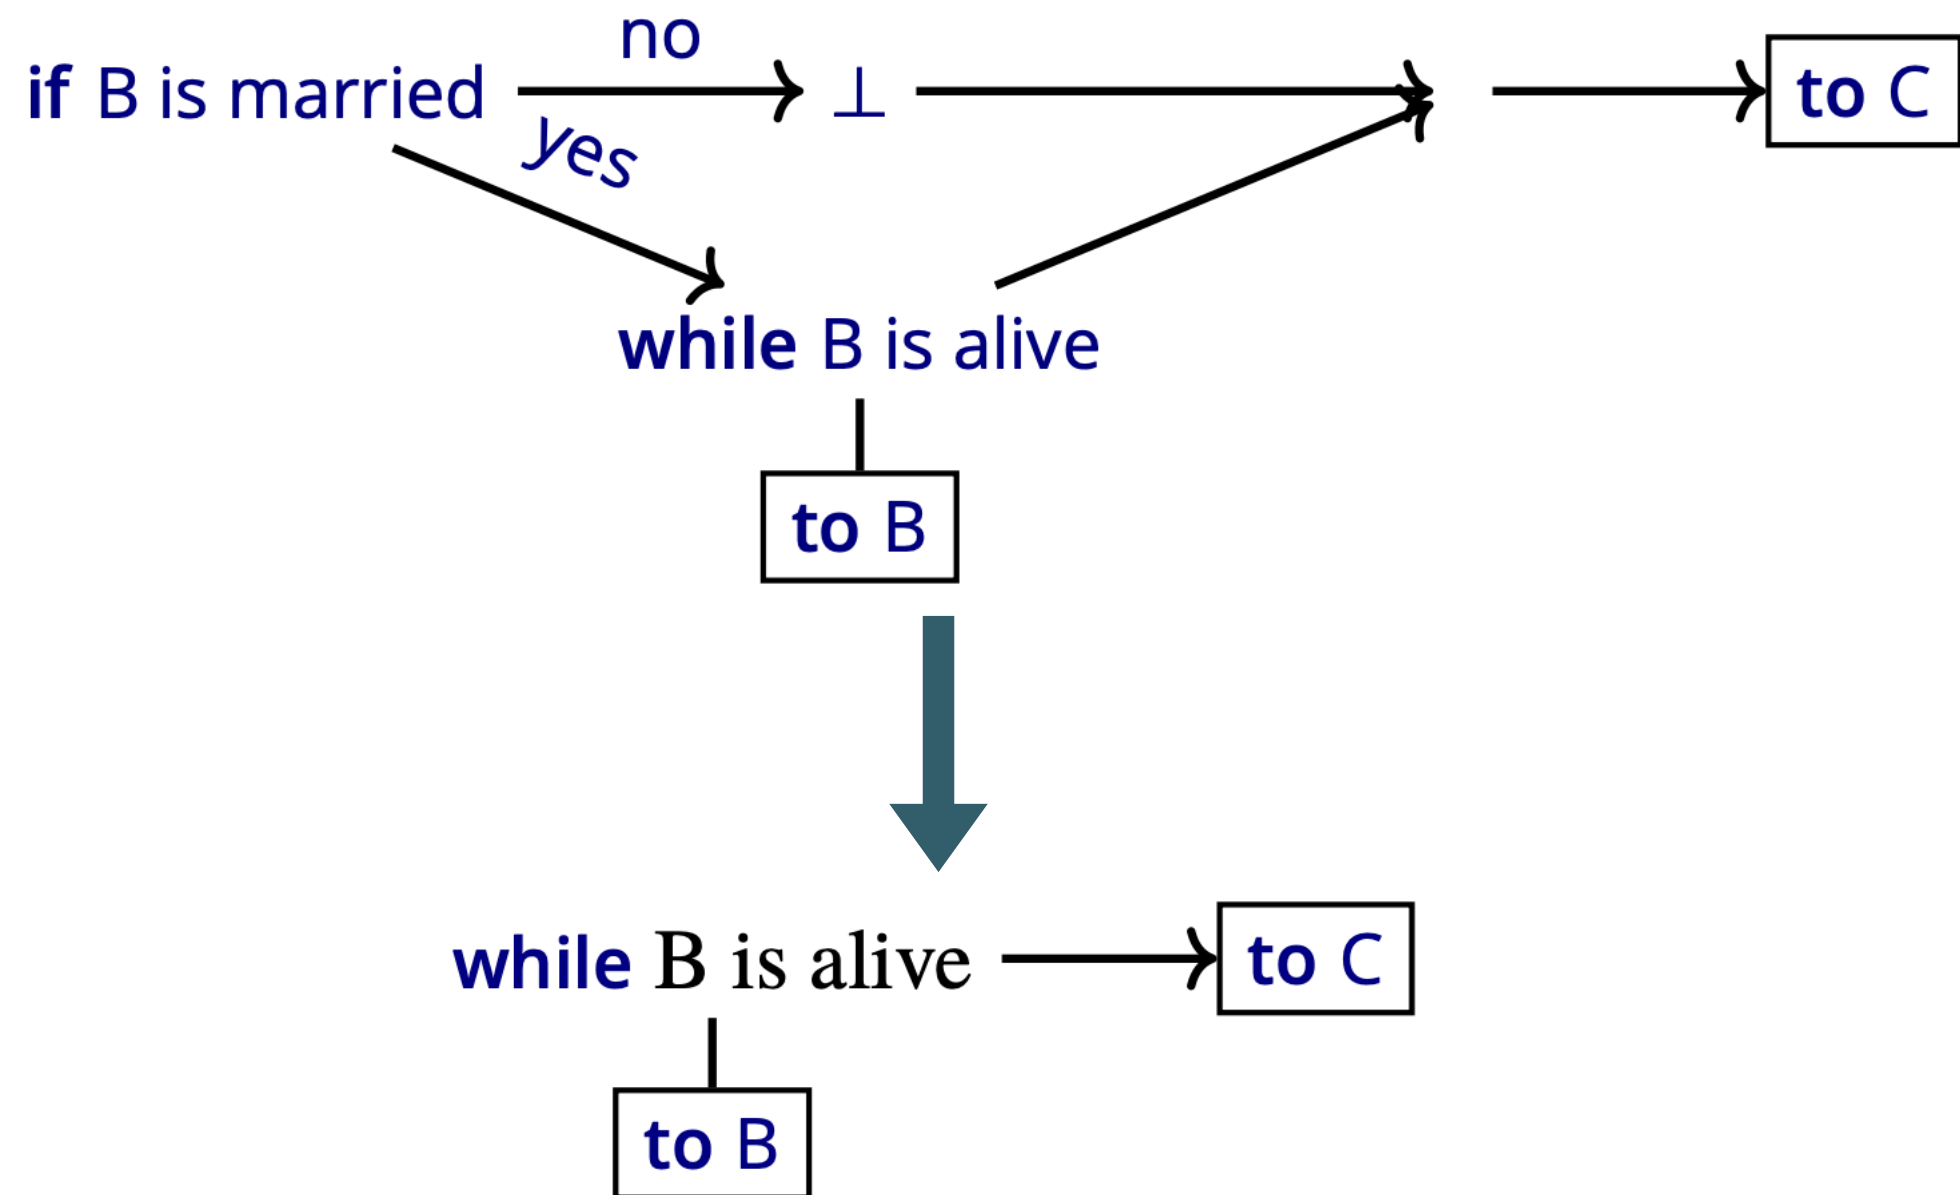 no
if B is married
⊥
to C
yes
while B is alive
to B
while B is alive
to C
to B